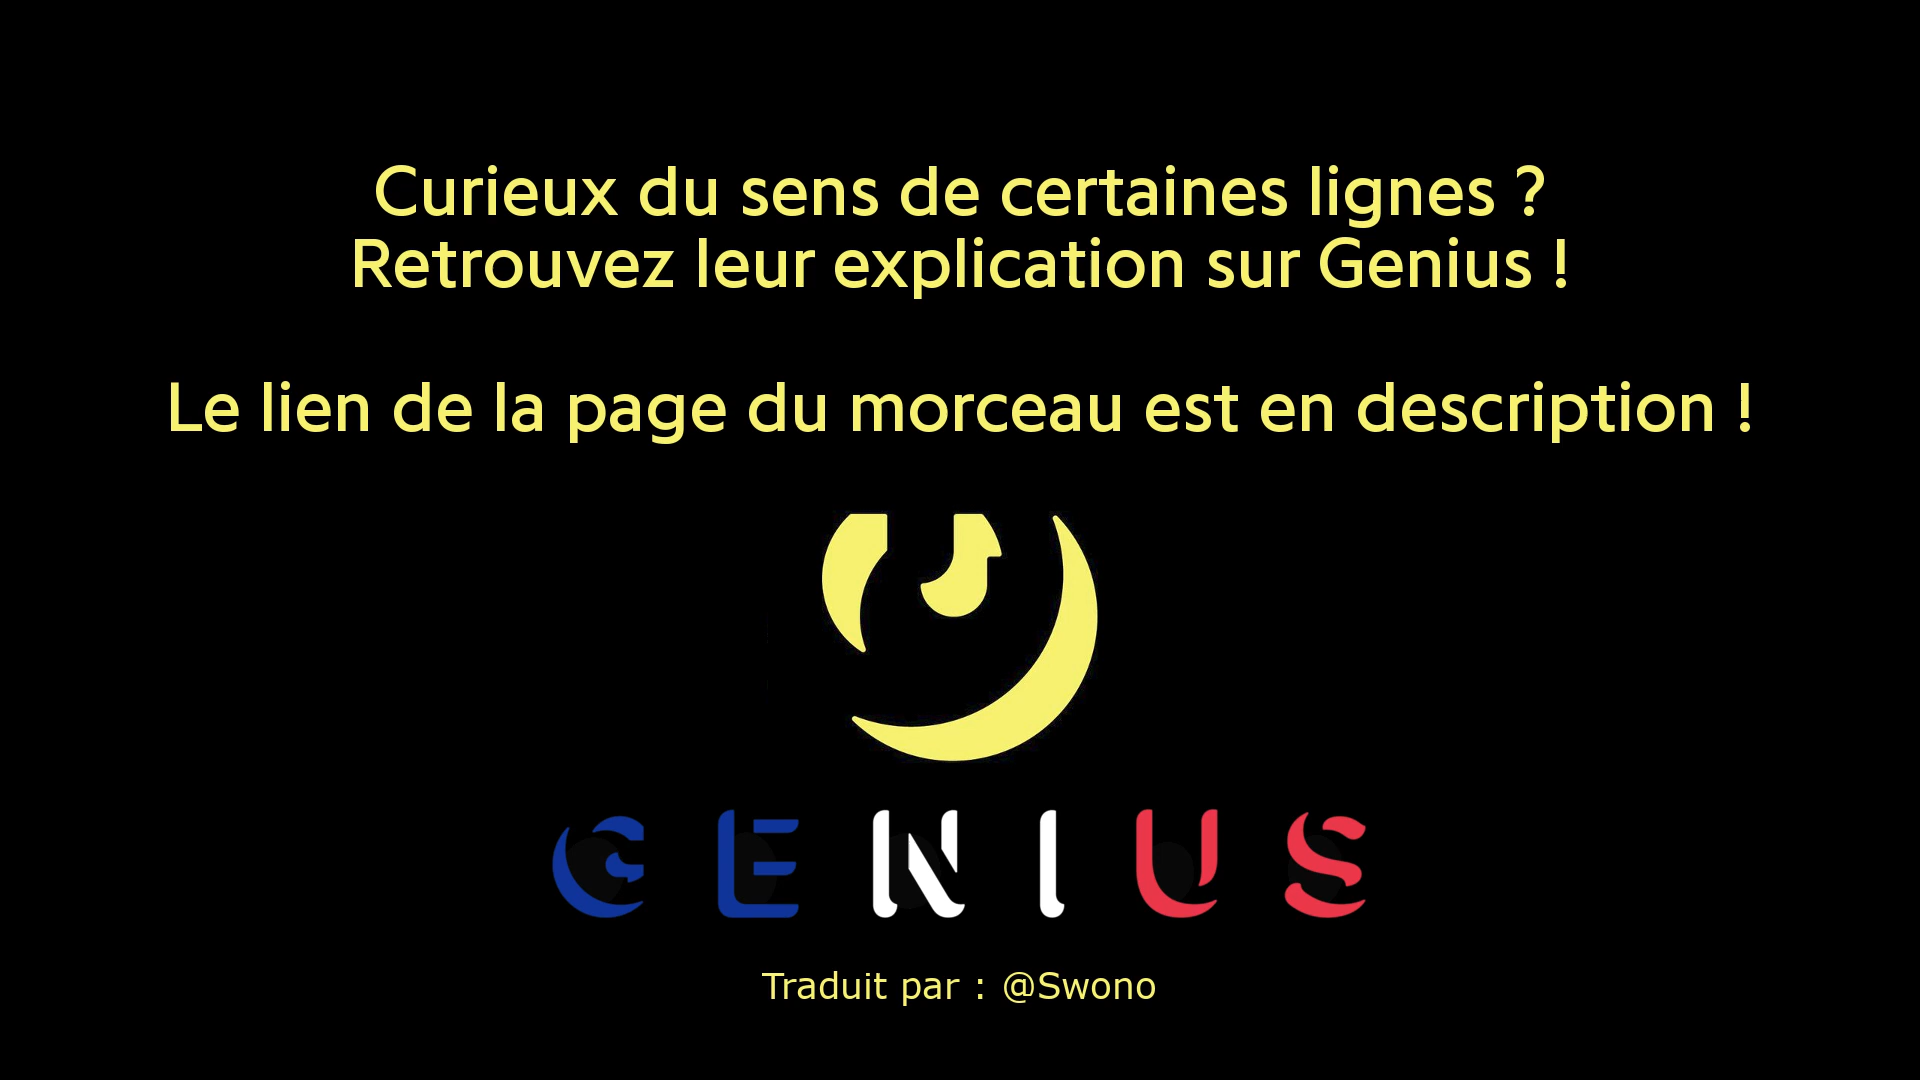 Curieux du sens de certaines lignes ?
Retrouvez leur explication sur Genius !
Le lien de la page du morceau est en description !
GENIUS
Traduit par : @Swono